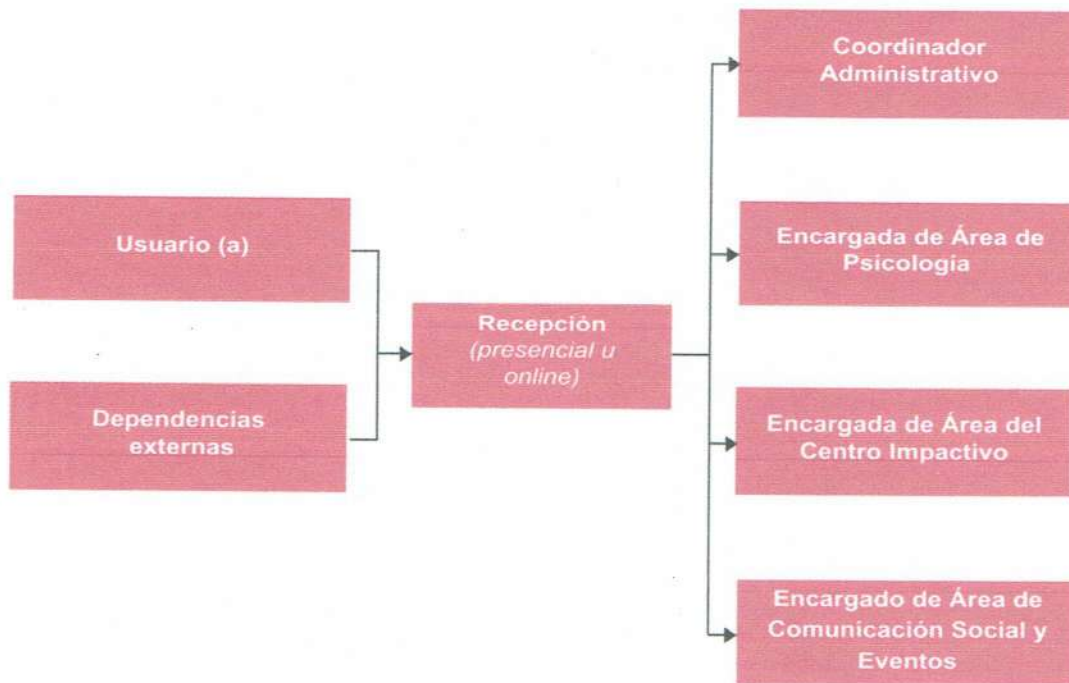 Usuario (a)
Dependencias
externas
Recepción
(presencial u
online)
Coordinador
Administrativo
Encargada de Área de
Psicología
Encargada de Área del
Centro Impactivo
Encargado de Área de
Comunicación Social y
Eventos